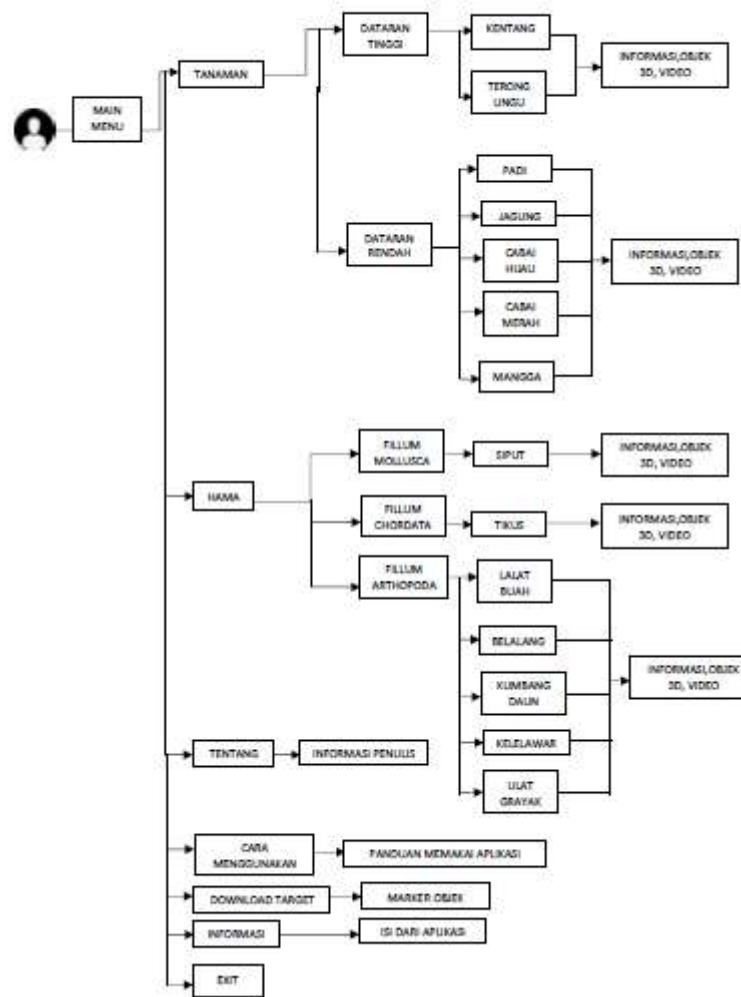 MAIN
MENU
TANAMAN
DATARAN
TINGGI
KENTANG
TERONG
UNGU
INFORMASI,OBJEK
3D, VIDEO
DATARAN
RENDAH
PADI
JAGUNG
CABAI
HIJAU
CABAI
MERAH
MANGGA
INFORMASI,OBJEK
3D, VIDEO
HAMA
FILLUM
MOLLUSCA
SIPUT
INFORMASI,OBJEK
3D, VIDEO
FILLUM
CHORDATA
TIKUS
INFORMASI,OBJEK
3D, VIDEO
FILLUM
ARTHOPODA
LALAT
BUAH
BELALANG
KUMBANG
DAUN
KELELAWAR
ULAT
GRAYAK
INFORMASI,OBJEK
3D, VIDEO
TENTANG
INFORMASI PENULIS
CARA
MENGGUNAKAN
PANDUAN MEMAKAI APLIKASI
DOWNLOAD TARGET
MARKER OBJEK
INFORMASI
ISI DARI APLIKASI
EXIT